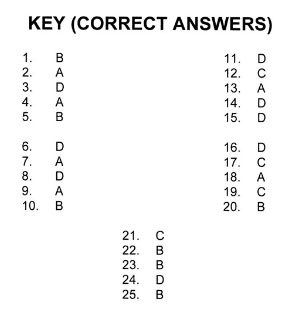 KEY (CORRECT ANSWERS)
1. B
2. A
3. D
4. A
5. B
6. D
7. A
8. D
9. A
10. B
11. D
12. C
13. A
14. D
15. D
16. D
17. C
18. A
19. C
20. B
21. C
22. B
23. B
24. D
25. B